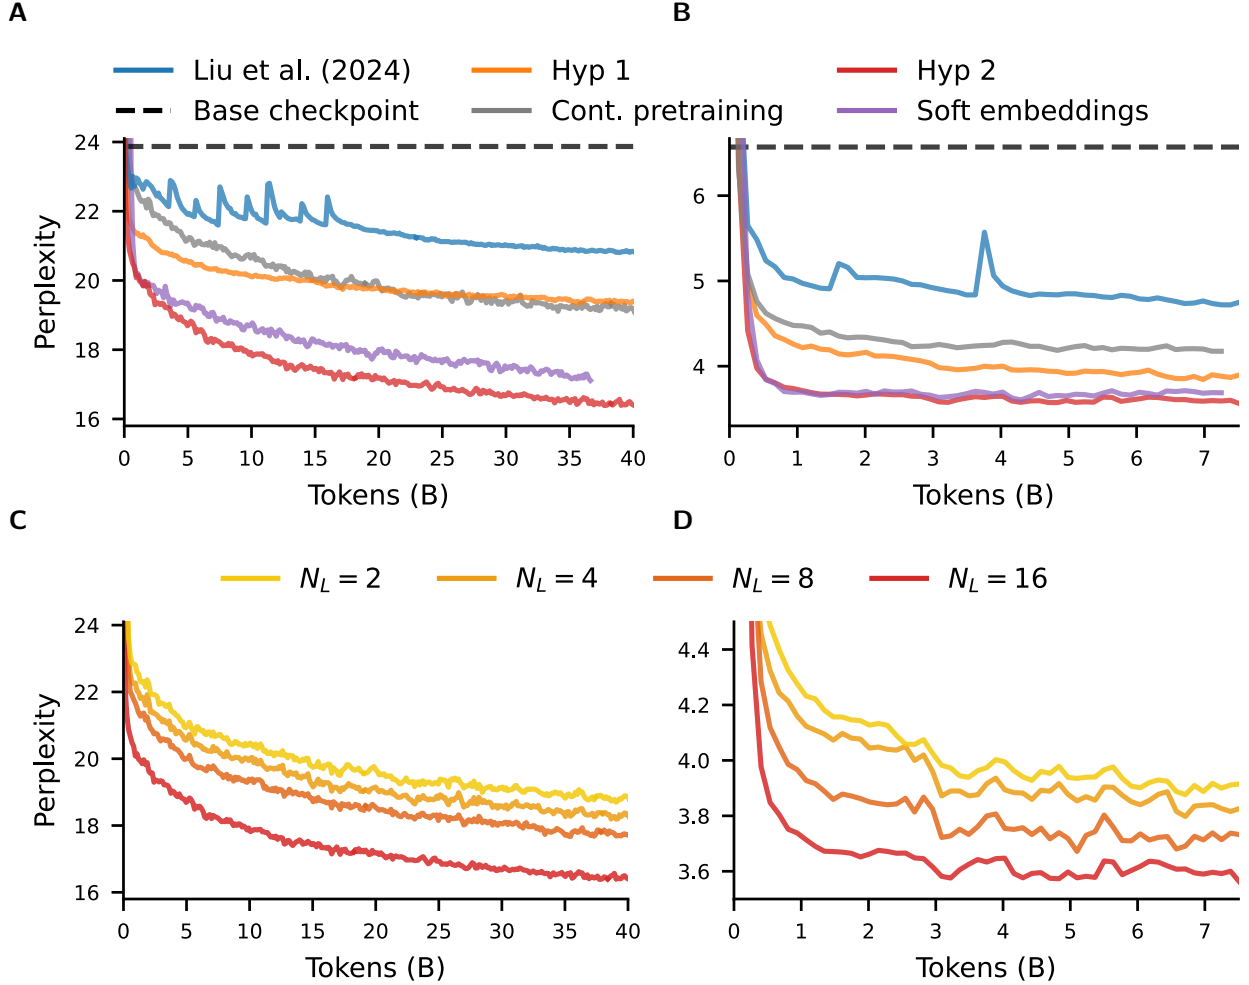 A
B
Liu et al. (2024)
Hyp 1
Hyp 2
Base checkpoint
Cont. pretraining
Soft embeddings
24
22
20
18
16
Perplexity
0 5 10 15 20 25 30 35 40
Tokens (B)
6
5
4
0 1 2 3 4 5 6 7
Tokens (B)
C
D
N_L = 2
N_L = 4
N_L = 8
N_L = 16
24
22
20
18
16
Perplexity
0 5 10 15 20 25 30 35 40
Tokens (B)
4.4
4.2
4.0
3.8
3.6
0 1 2 3 4 5 6 7
Tokens (B)